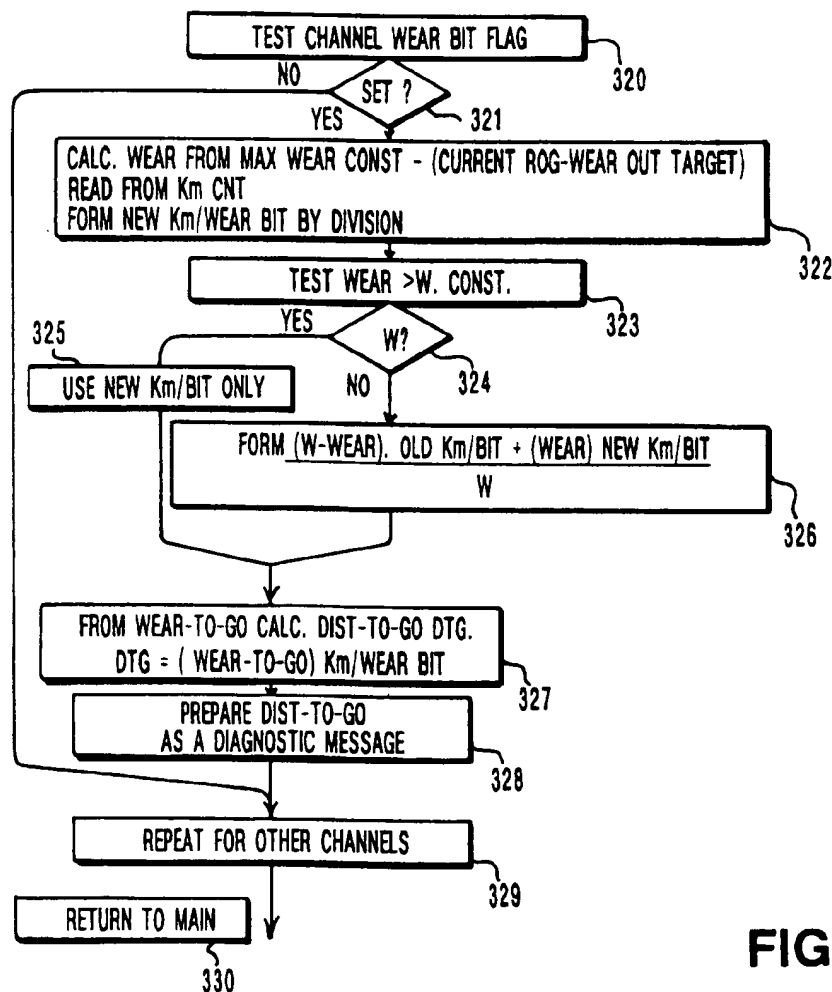 TEST CHANNEL WEAR BIT FLAG
320
NO
SET ?
321
YES
CALC. WEAR FROM MAX WEAR CONST - (CURRENT ROG-WEAR OUT TARGET)
READ FROM Km CNT
FORM NEW Km/WEAR BIT BY DIVISION
322
TEST WEAR >W. CONST.
323
YES
W?
324
325
USE NEW Km/BIT ONLY
NO
FORM (W-WEAR). OLD Km/BIT + (WEAR) NEW Km/BIT
W
326
FROM WEAR-TO-GO CALC. DIST-TO-GO DTG.
DTG = ( WEAR-TO-GO) Km/WEAR BIT
327
PREPARE DIST-TO-GO
AS A DIAGNOSTIC MESSAGE
328
REPEAT FOR OTHER CHANNELS
329
RETURN TO MAIN
330
FIG